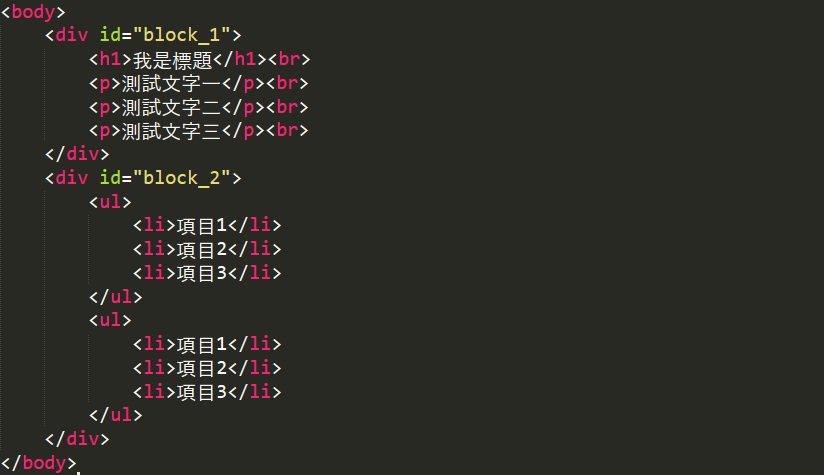 <body>
    <div id="block_1">
        <h1>我是標題</h1><br>
        <p>測試文字一</p><br>
        <p>測試文字二</p><br>
        <p>測試文字三</p><br>
    </div>
    <div id="block_2">
        <ul>
            <li>項目1</li>
            <li>項目2</li>
            <li>項目3</li>
        </ul>
        <ul>
            <li>項目1</li>
            <li>項目2</li>
            <li>項目3</li>
        </ul>
    </div>
</body>